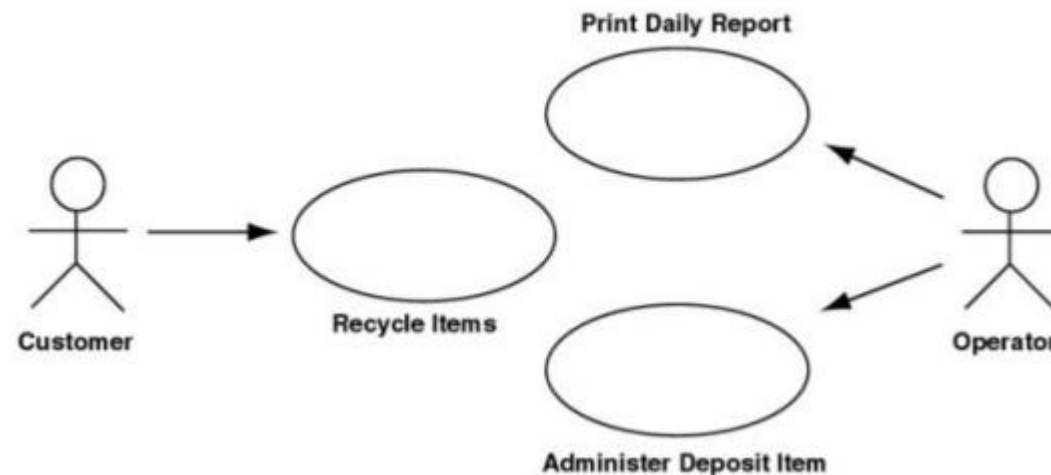 Print Daily Report
Recycle Items
Customer
Operator
Administer Deposit Item